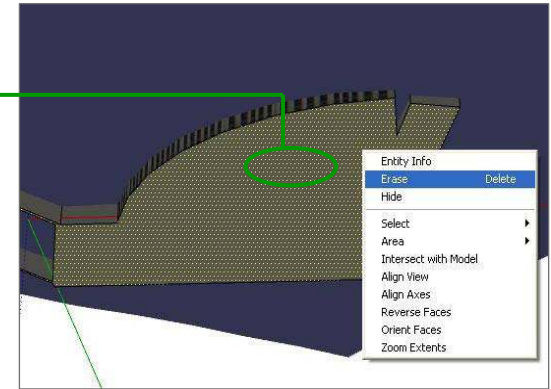 Entity Info
Erase Delete
Hide
Select
Area
Intersect with Model
Align View
Align Axes
Reverse Faces
Orient Faces
Zoom Extents